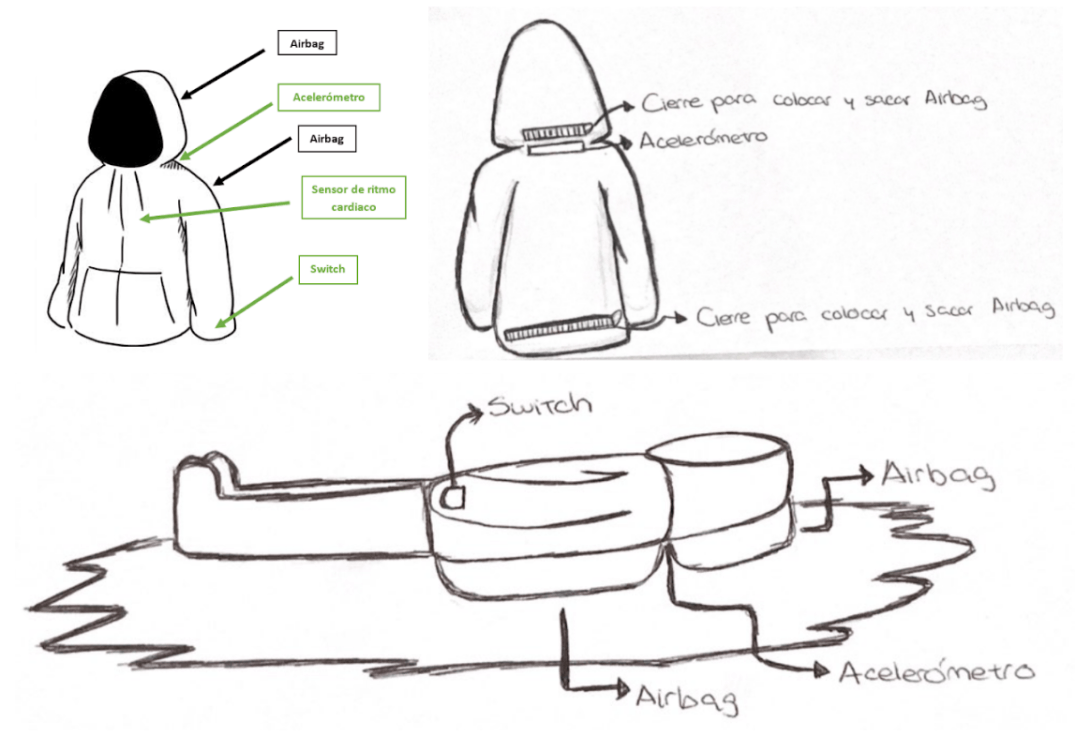 Airbag
Acelerómetro
Airbag
Sensor de ritmo
cardiaco
Switch
Cierre para colocar y sacar Airbag
Acelerómetro
Cierre para colocar y sacar Airbag
Switch
Airbag
Acelerómetro
Airbag